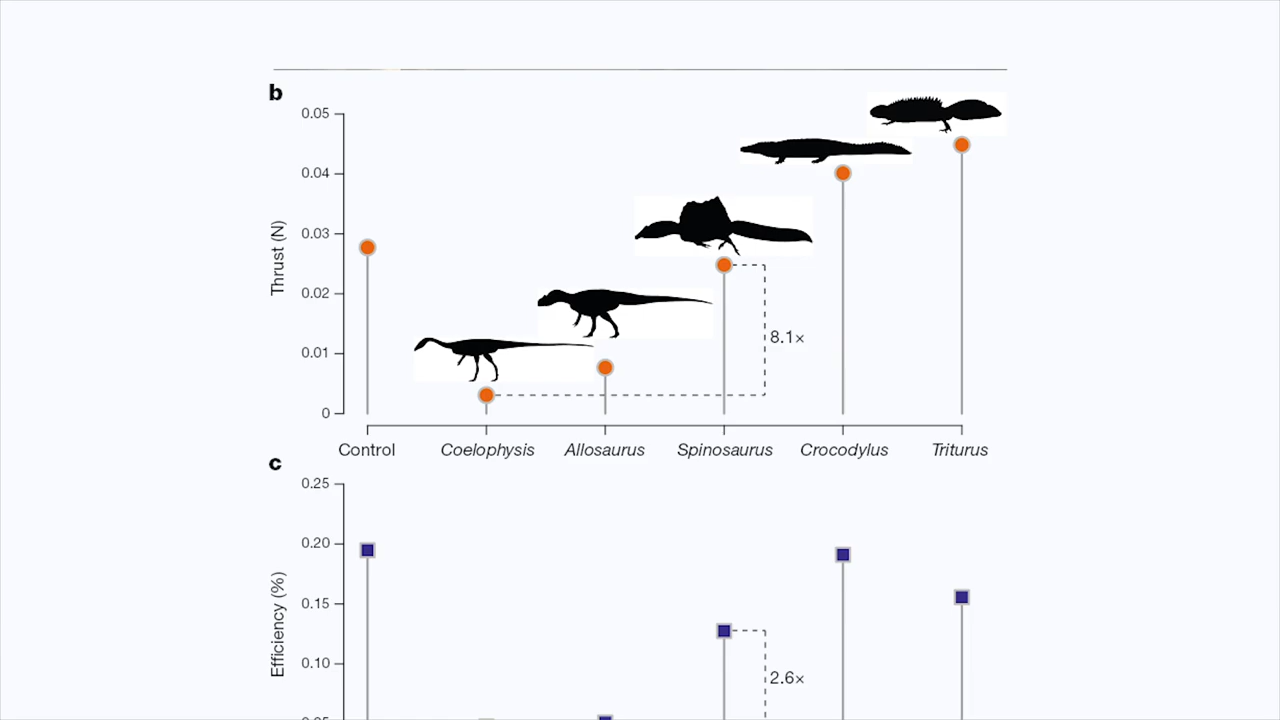 b
0.05
0.04
0.03
0.02
0.01
0
Thrust (N)
8.1×
Control Coelophysis Allosaurus Spinosaurus Crocodylus Triturus
c
0.25
0.20
0.15
0.10
Efficiency (%)
2.6×